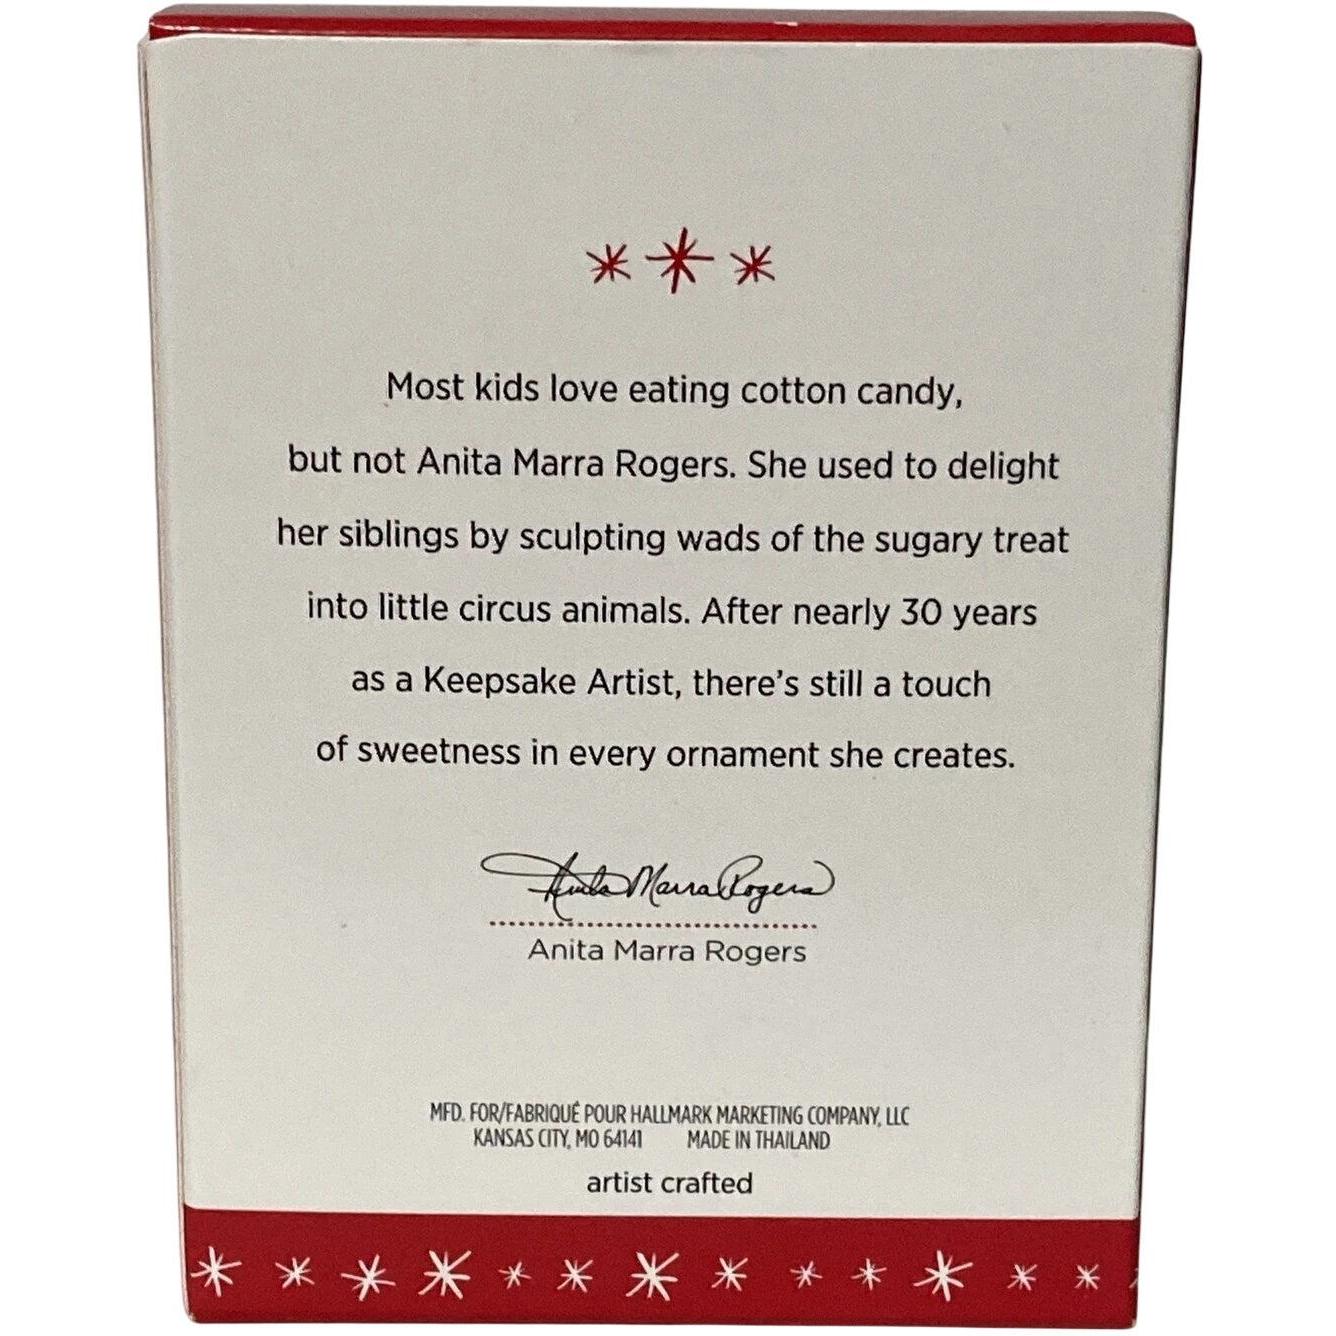 Most kids love eating cotton candy,
but not Anita Marra Rogers. She used to delight
her siblings by sculpting wads of the sugary treat
into little circus animals. After nearly 30 years
as a Keepsake Artist, there's still a touch
of sweetness in every ornament she creates.
Anita Marra Rogers
Anita Marra Rogers
MFD. FOR/FABRIQUÉ POUR HALLMARK MARKETING COMPANY, LLC
KANSAS CITY, MO 64141 MADE IN THAILAND
artist crafted